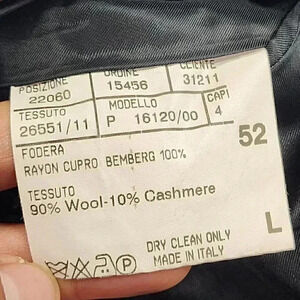 POSIZIONE ORDINE CLIENTE
22060 15456 31211
TESSUTO MODELLO CAPI
26551/11 P 16120/00 4
52
FODERA
RAYON CUPRO BEMBERG 100%
TESSUTO
90% Wool-10% Cashmere
L
DRY CLEAN ONLY
MADE IN ITALY
P